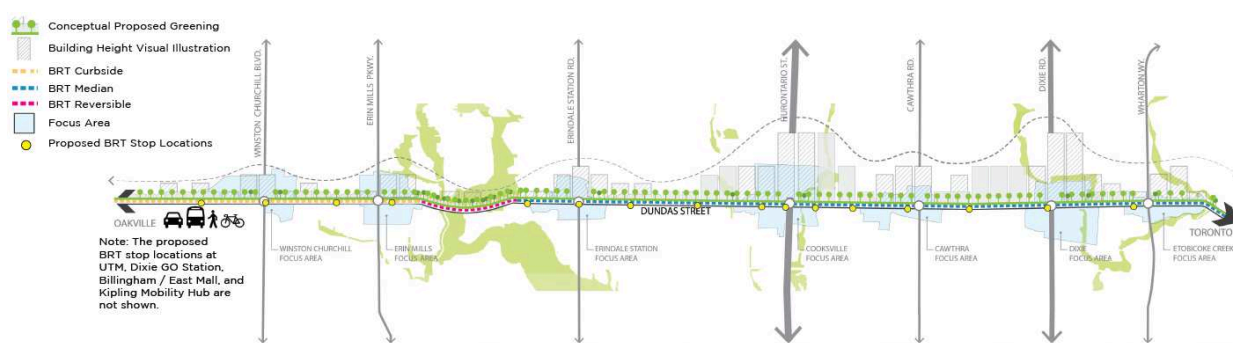 Conceptual Proposed Greening
Building Height Visual Illustration
BRT Curbside
BRT Median
BRT Reversible
Focus Area
Proposed BRT Stop Locations
WINSTON CHURCHILL BLVD.
ERIN MILLS PKWY.
ERINDALE STATION RD.
HURONTARIO ST.
CAWTHRA RD.
DIXIE RD.
WHARTON WY.
OAKVILLE
DUNDAS STREET
TORONTO
Note: The proposed
BRT stop locations at
UTM, Dixie GO Station,
Billingham / East Mall, and
Kipling Mobility Hub are
not shown.
WINSTON CHURCHILL
FOCUS AREA
ERIN MILLS
FOCUS AREA
ERINDALE STATION
FOCUS AREA
COOKSVILLE
FOCUS AREA
CAWTHRA
FOCUS AREA
DIXIE
FOCUS AREA
ETOBICOKE CREEK
FOCUS AREA